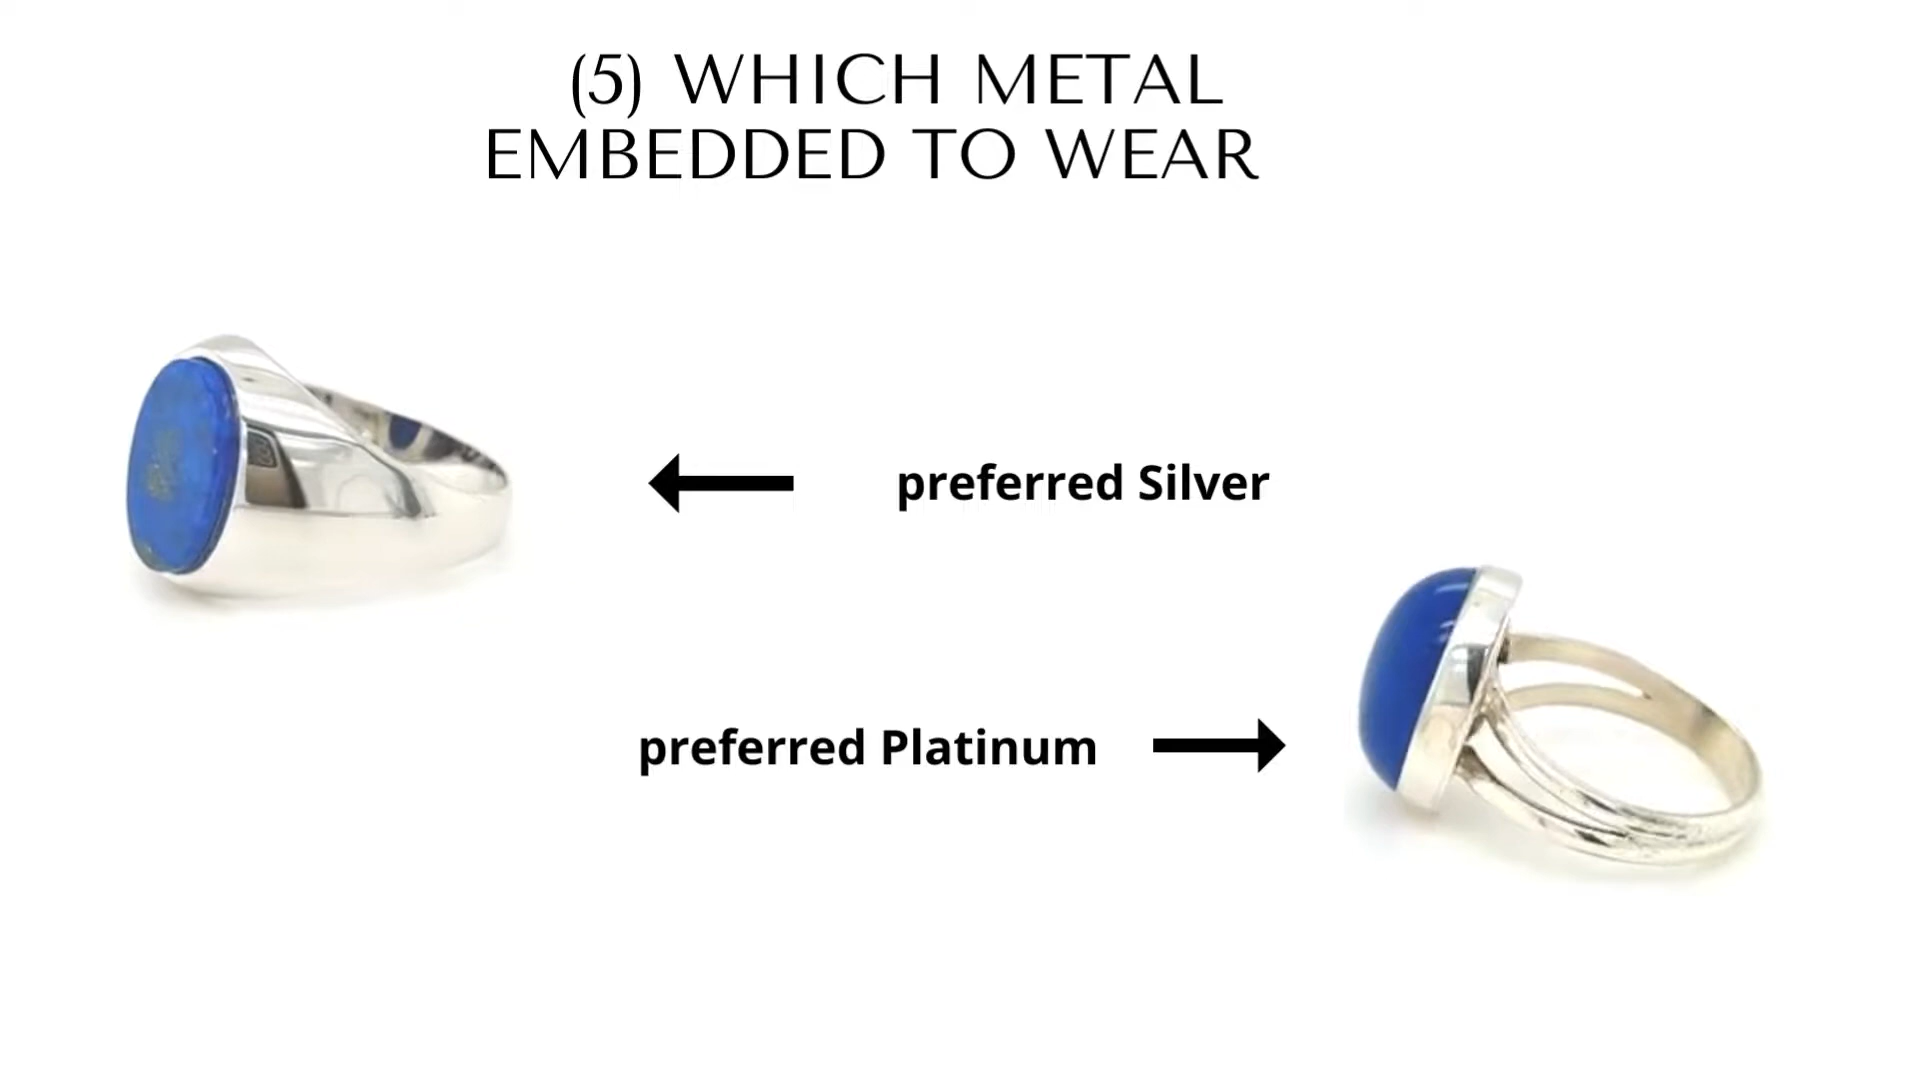 (5) WHICH METAL
EMBEDDED TO WEAR
preferred Silver
preferred Platinum